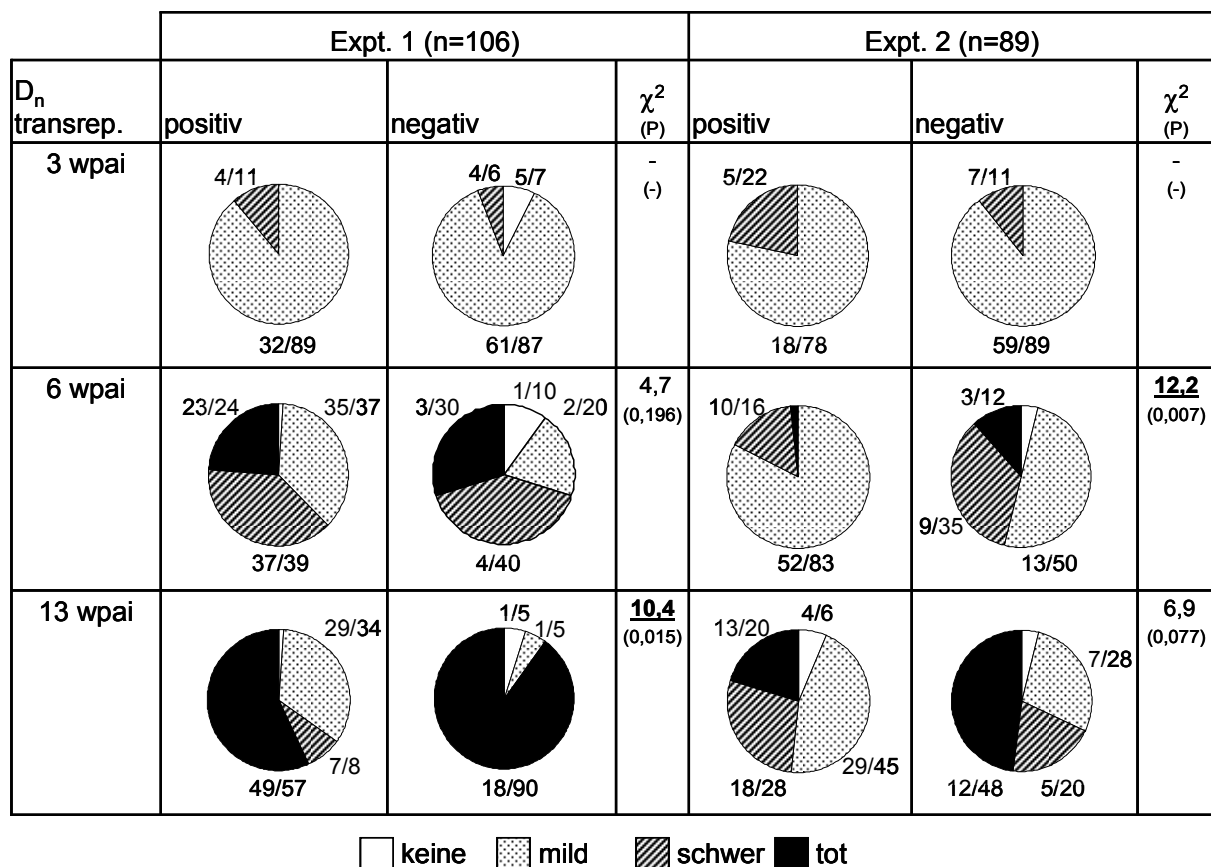 Expt. 1 (n=106) Expt. 2 (n=89)
Dn transrep. positiv negativ χ2 (P) positiv negativ χ2 (P)
3 wpai
4/11 4/6 5/7 - (-) 5/22 7/11 - (-)
32/89 61/87 18/78 59/89
6 wpai
23/24 35/37 3/30 1/10 2/20 4,7 (0,196) 10/16 3/12 12,2 (0,007)
37/39 4/40 52/83 9/35 13/50
13 wpai
29/34 1/5 1/5 10,4 (0,015) 13/20 4/6 7/28 6,9 (0,077)
49/57 7/8 18/90 18/28 29/45 12/48 5/20
keine mild schwer tot